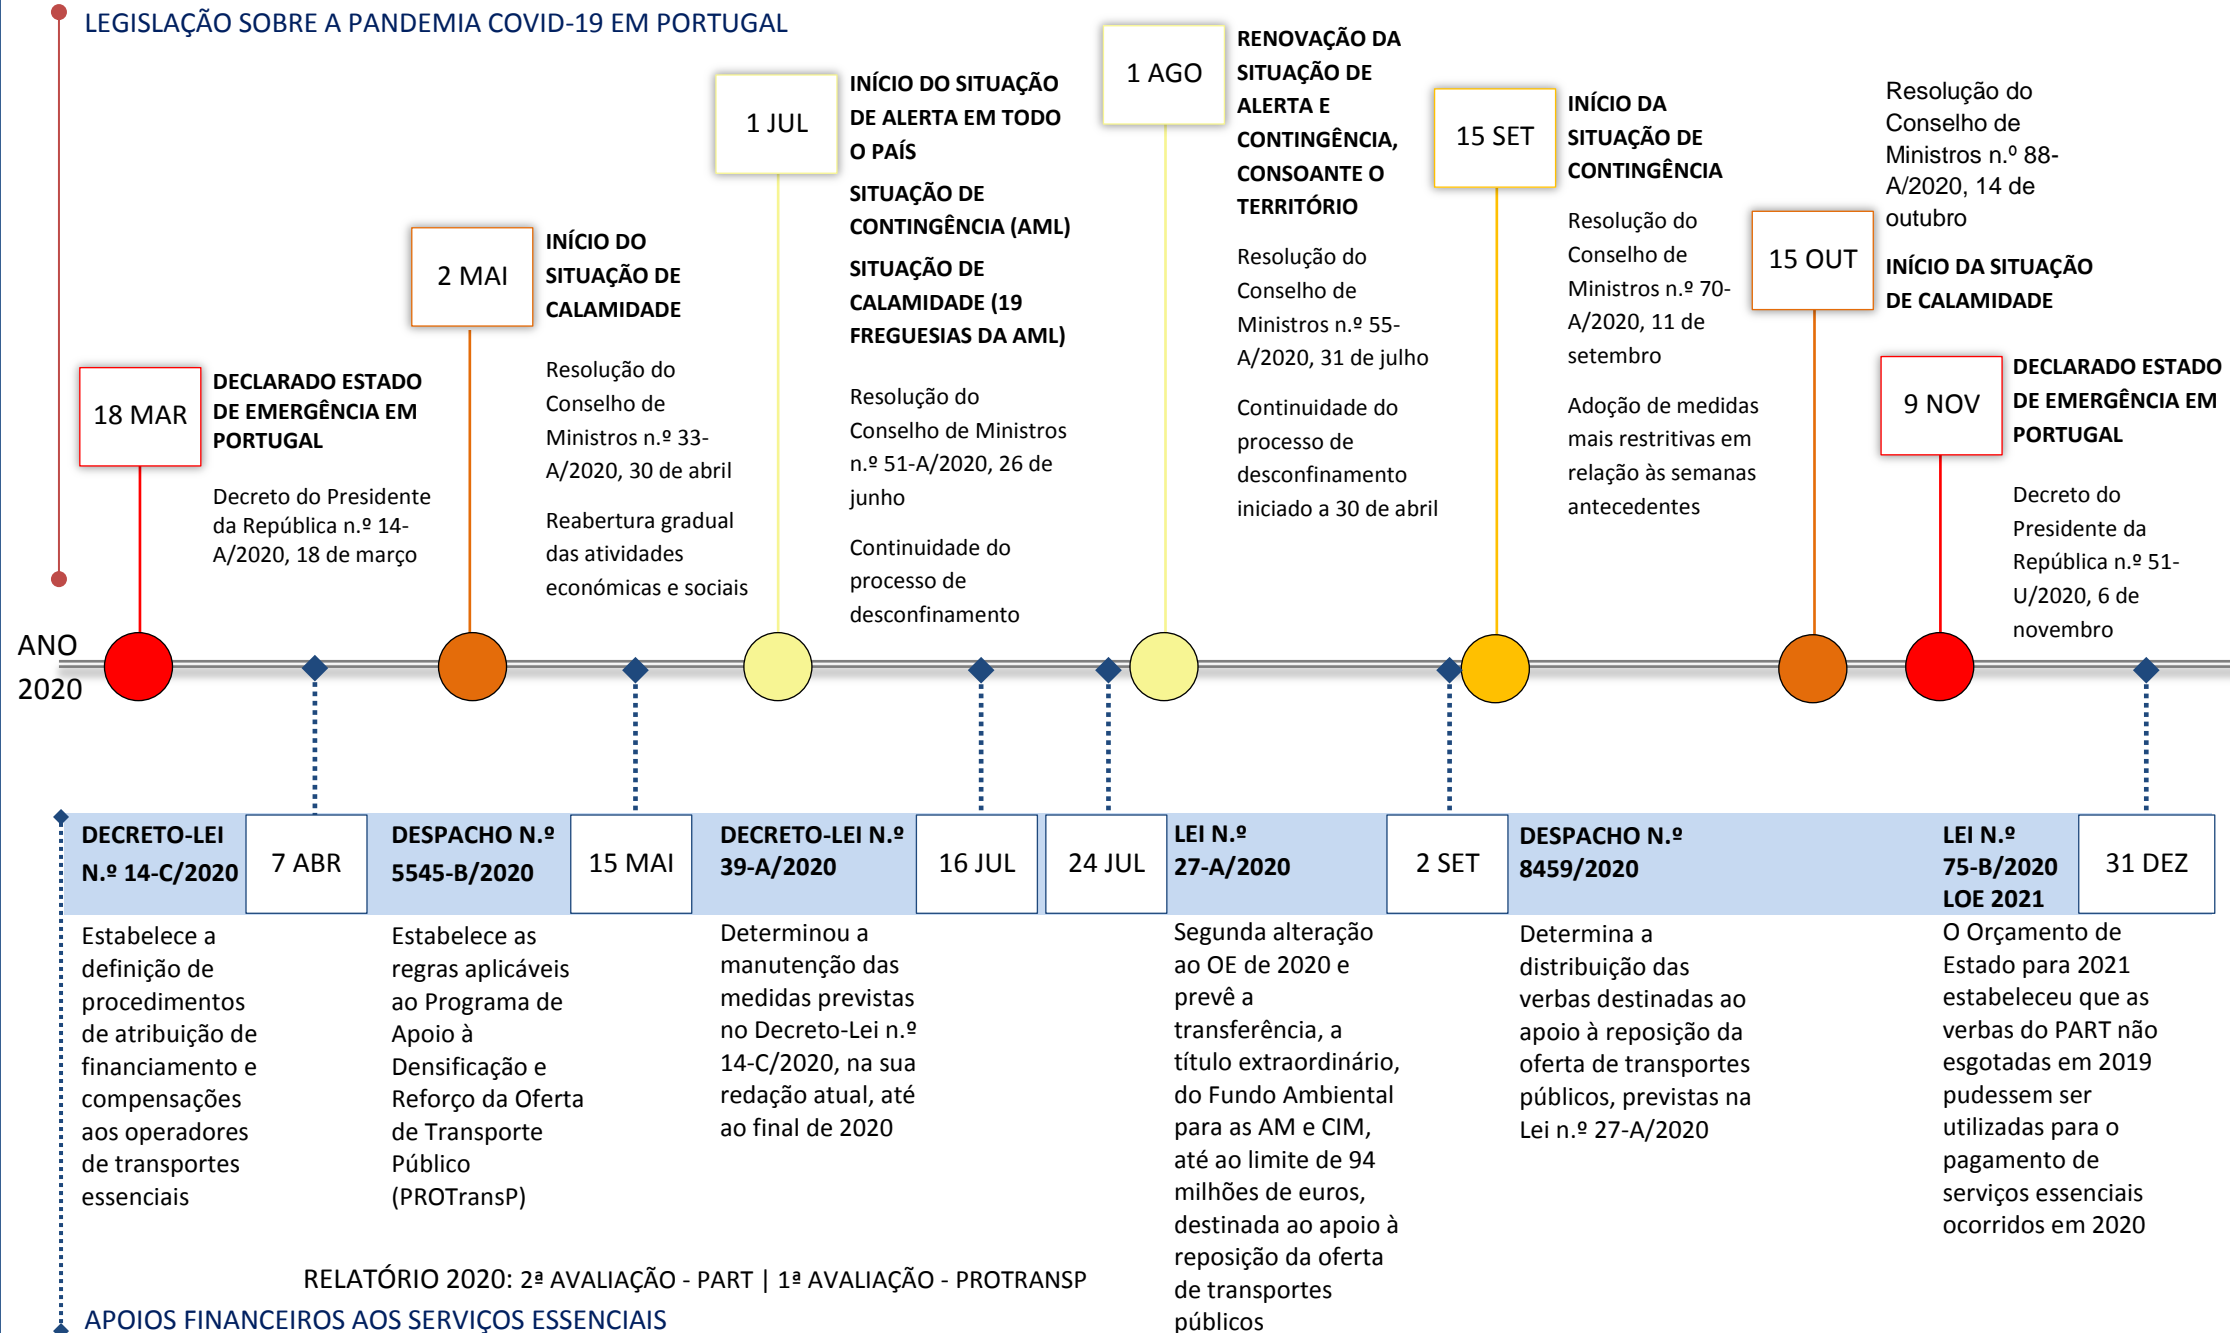 LEGISLAÇÃO SOBRE A PANDEMIA COVID-19 EM PORTUGAL
18 MAR
DECLARADO ESTADO
DE EMERGÊNCIA EM
PORTUGAL
Decreto do Presidente
da República n.º 14-
A/2020, 18 de março
2 MAI
INÍCIO DO
SITUAÇÃO DE
CALAMIDADE
Resolução do
Conselho de
Ministros n.º 33-
A/2020, 30 de abril
Reabertura gradual
das atividades
económicas e sociais
1 JUL
INÍCIO DO SITUAÇÃO
DE ALERTA EM TODO
O PAÍS
SITUAÇÃO DE
CONTINGÊNCIA (AML)
SITUAÇÃO DE
CALAMIDADE (19
FREGUESIAS DA AML)
Resolução do
Conselho de Ministros
n.º 51-A/2020, 26 de
junho
Continuidade do
processo de
desconfinamento
1 AGO
RENOVAÇÃO DA
SITUAÇÃO DE
ALERTA E
CONTINGÊNCIA,
CONSOANTE O
TERRITÓRIO
Resolução do
Conselho de
Ministros n.º 55-
A/2020, 31 de julho
Continuidade do
processo de
desconfinamento
iniciado a 30 de abril
15 SET
INÍCIO DA
SITUAÇÃO DE
CONTINGÊNCIA
Resolução do
Conselho de
Ministros n.º 70-
A/2020, 11 de
setembro
Adoção de medidas
mais restritivas em
relação às semanas
antecedentes
15 OUT
Resolução do
Conselho de
Ministros n.º 88-
A/2020, 14 de
outubro
INÍCIO DA SITUAÇÃO
DE CALAMIDADE
9 NOV
DECLARADO ESTADO
DE EMERGÊNCIA EM
PORTUGAL
Decreto do
Presidente da
República n.º 51-
U/2020, 6 de
novembro
ANO
2020
DECRETO-LEI
N.º 14-C/2020
7 ABR
Estabelece a
definição de
procedimentos
de atribuição de
financiamento e
compensações
aos operadores
de transportes
essenciais
DESPACHO N.º
5545-B/2020
15 MAI
Estabelece as
regras aplicáveis
ao Programa de
Apoio à
Densificação e
Reforço da Oferta
de Transporte
Público
(PROTransP)
DECRETO-LEI N.º
39-A/2020
16 JUL
Determinou a
manutenção das
medidas previstas
no Decreto-Lei n.º
14-C/2020, na sua
redação atual, até
ao final de 2020
24 JUL
LEI N.º
27-A/2020
Segunda alteração
ao OE de 2020 e
prevê a
transferência, a
título extraordinário,
do Fundo Ambiental
para as AM e CIM,
até ao limite de 94
milhões de euros,
destinada ao apoio à
reposição da oferta
de transportes
públicos
2 SET
DESPACHO N.º
8459/2020
Determina a
distribuição das
verbas destinadas ao
apoio à reposição da
oferta de transportes
públicos, previstas na
Lei n.º 27-A/2020
LEI N.º
75-B/2020
LOE 2021
31 DEZ
O Orçamento de
Estado para 2021
estabeleceu que as
verbas do PART não
esgotadas em 2019
pudessem ser
utilizadas para o
pagamento de
serviços essenciais
ocorridos em 2020
RELATÓRIO 2020: 2ª AVALIAÇÃO - PART | 1ª AVALIAÇÃO - PROTRANSP
APOIOS FINANCEIROS AOS SERVIÇOS ESSENCIAIS